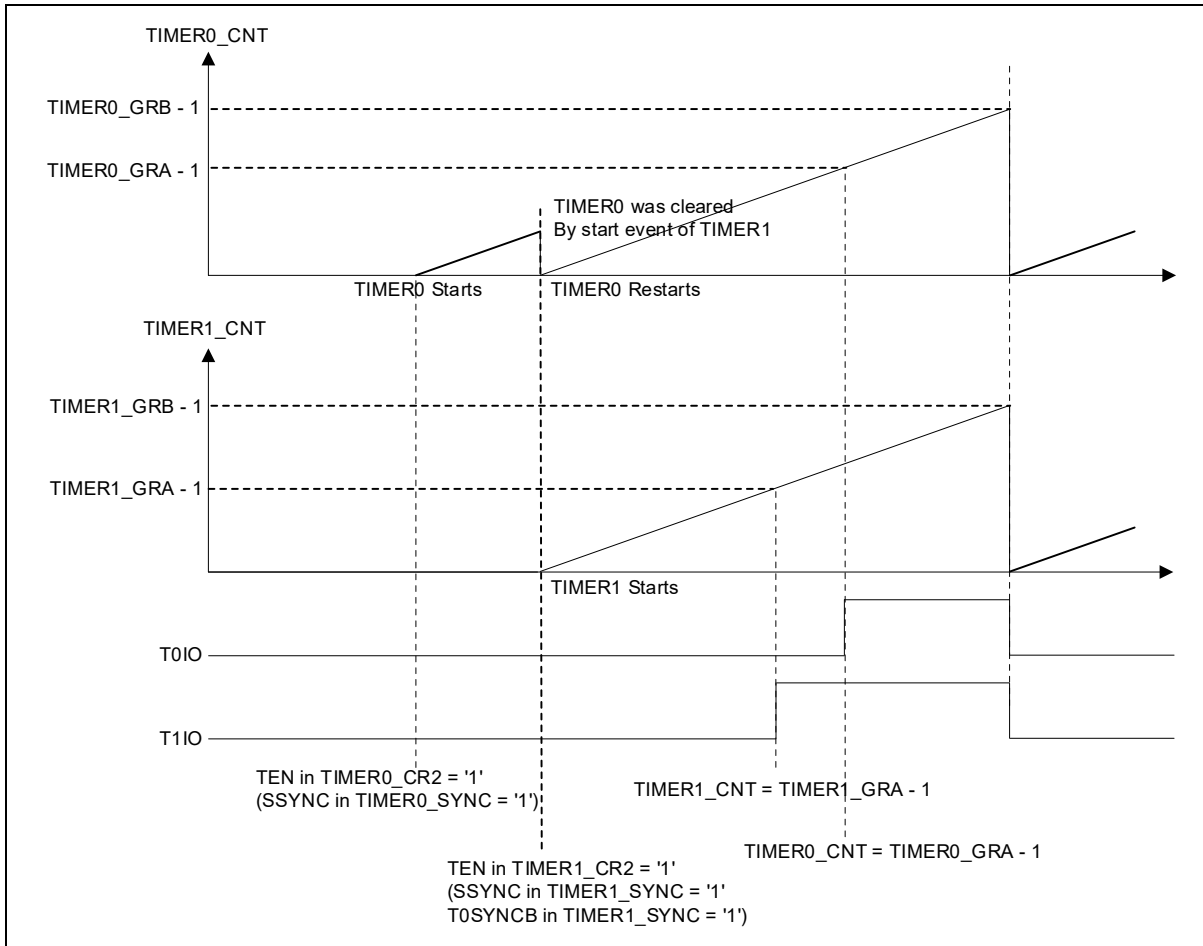 TIMER0_CNT
TIMER0_GRB - 1
TIMER0_GRA - 1
TIMER0 was cleared
By start event of TIMER1
TIMER0 Starts
TIMER0 Restarts
TIMER1_CNT
TIMER1_GRB - 1
TIMER1_GRA - 1
TIMER1 Starts
T0IO
T1IO
TEN in TIMER0_CR2 = '1'
(SSYNC in TIMER0_SYNC = '1')
TIMER1_CNT = TIMER1_GRA - 1
TIMER0_CNT = TIMER0_GRA - 1
TEN in TIMER1_CR2 = '1'
(SSYNC in TIMER1_SYNC = '1'
T0SYNCB in TIMER1_SYNC = '1')